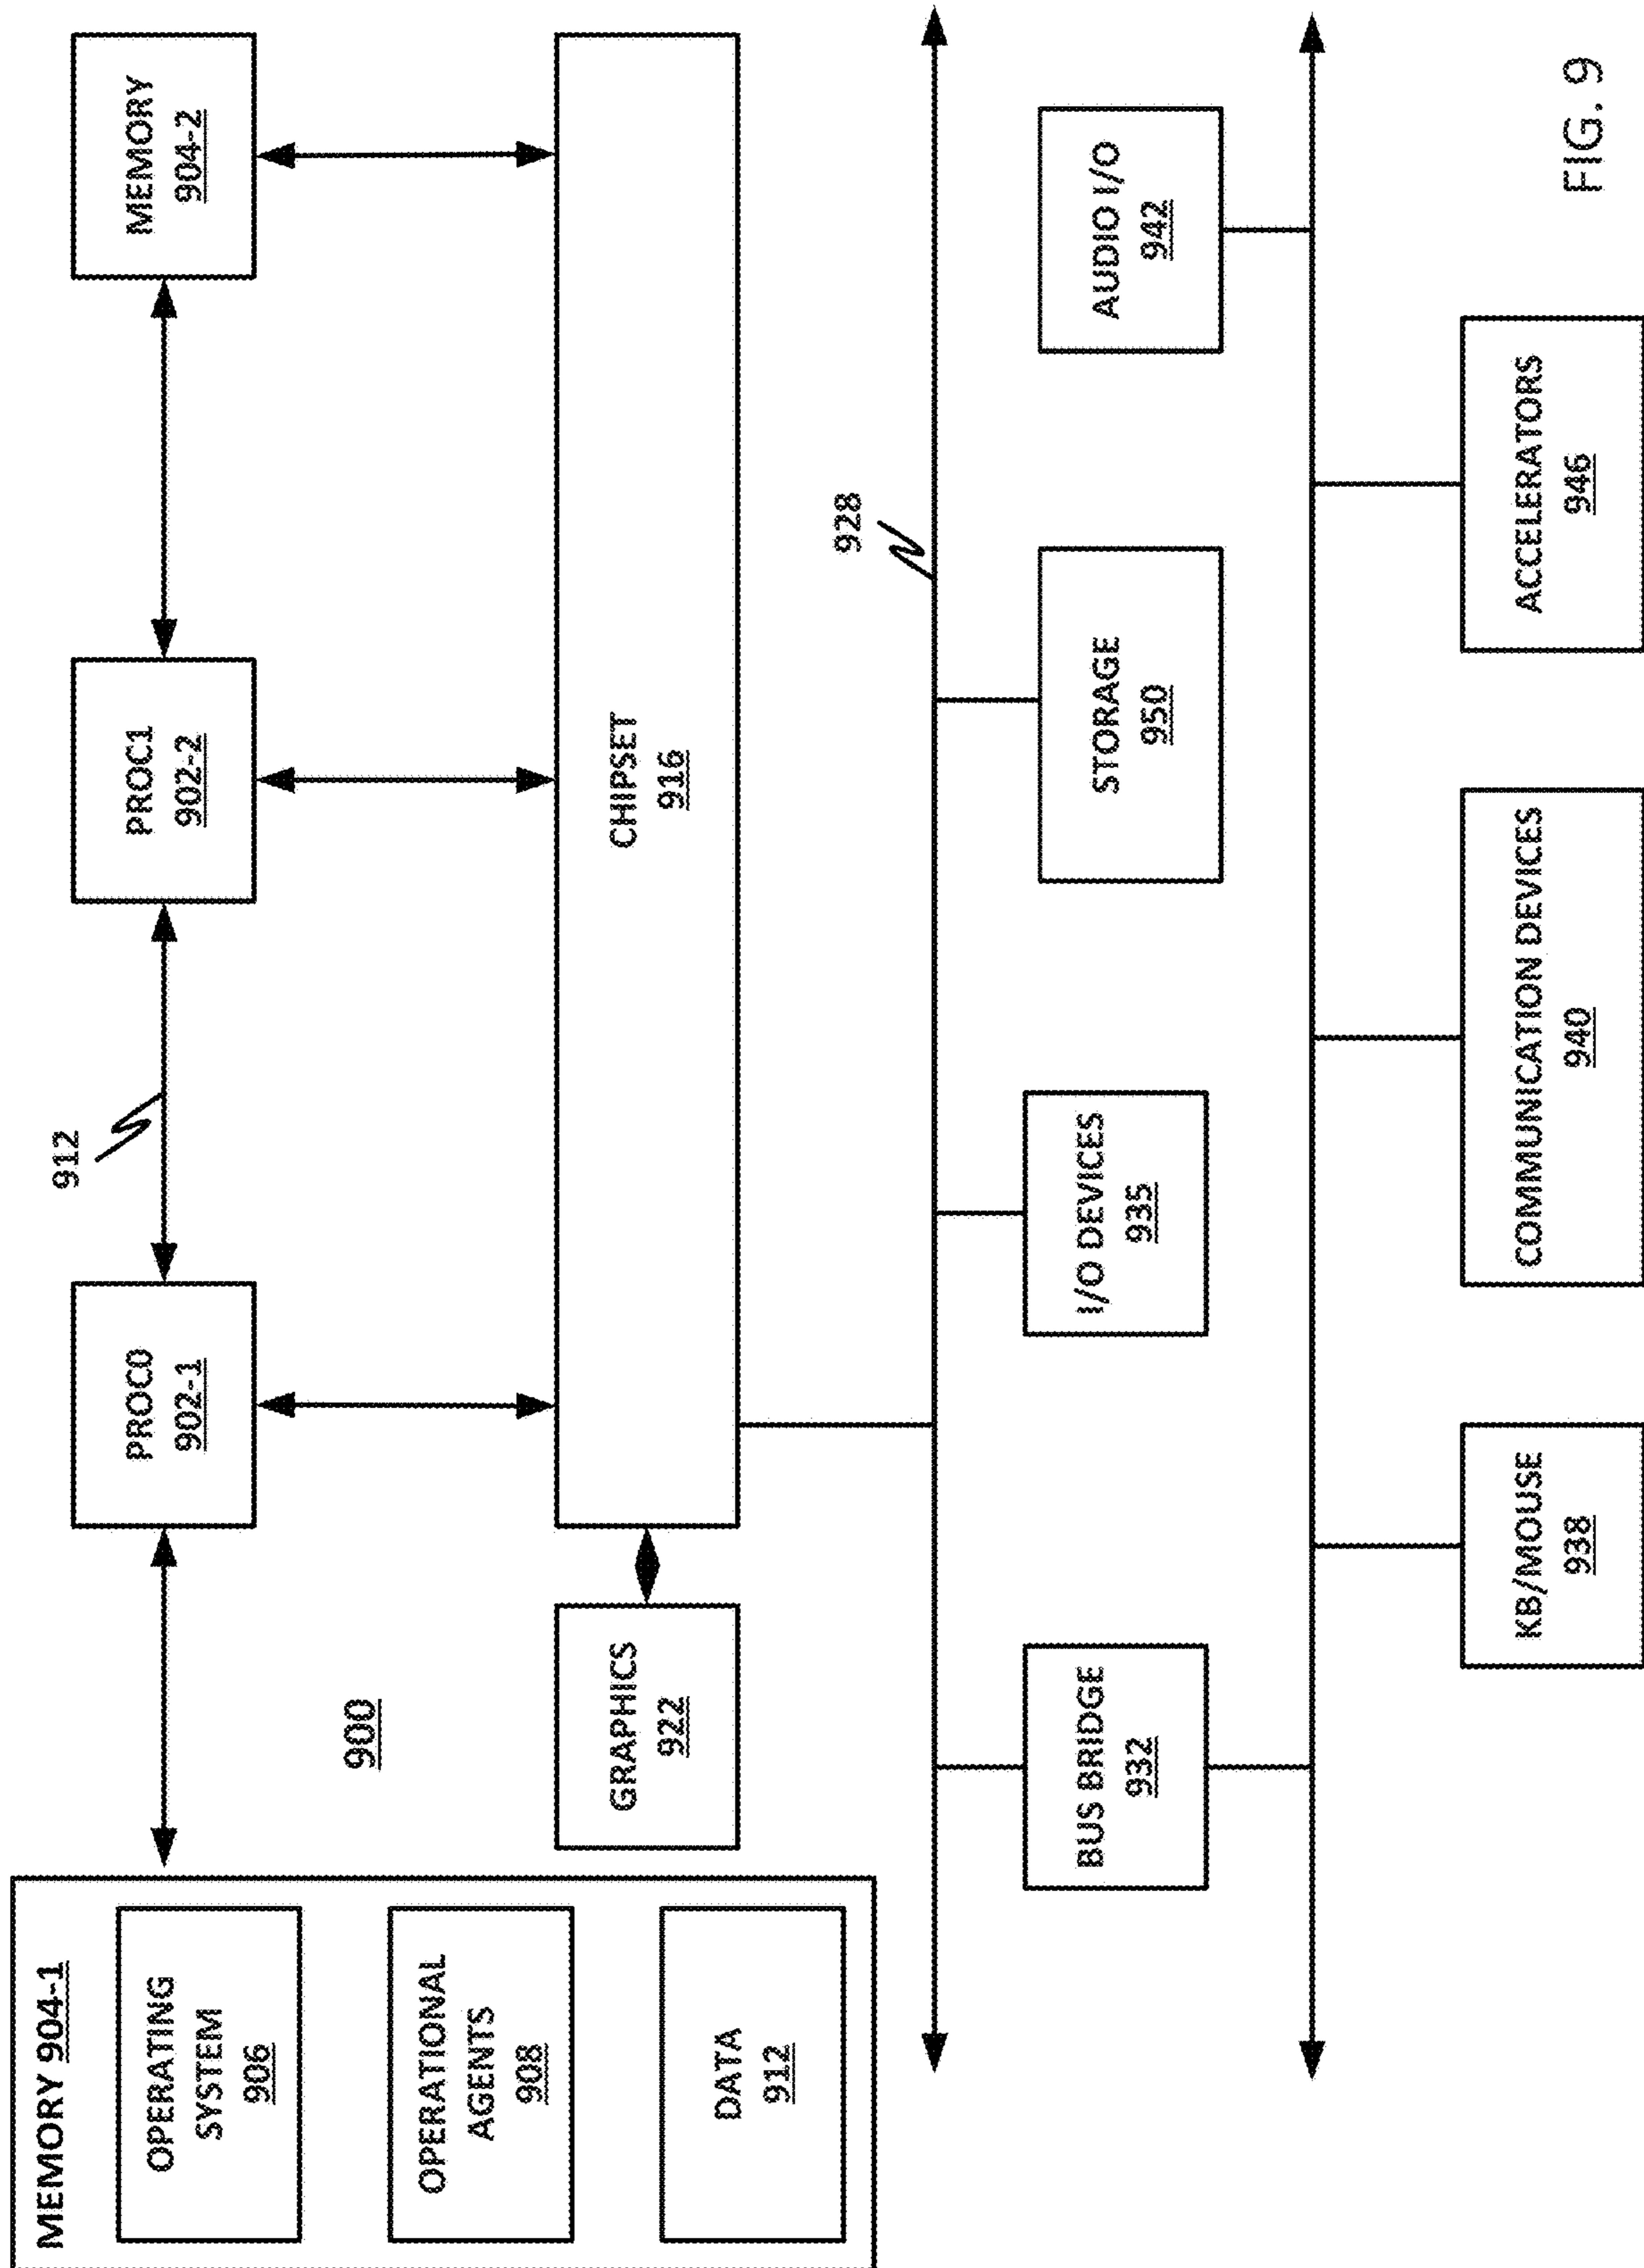 MEMORY 904-1
OPERATING
SYSTEM
906
OPERATIONAL
AGENTS
908
DATA
912
900
PROC0
902-1
912
PROC1
902-2
MEMORY
904-2
GRAPHICS
922
CHIPSET
916
928
BUS BRIDGE
932
I/O DEVICES
935
STORAGE
950
AUDIO I/O
942
KB/MOUSE
938
COMMUNICATION DEVICES
940
ACCELERATORS
946
FIG. 9